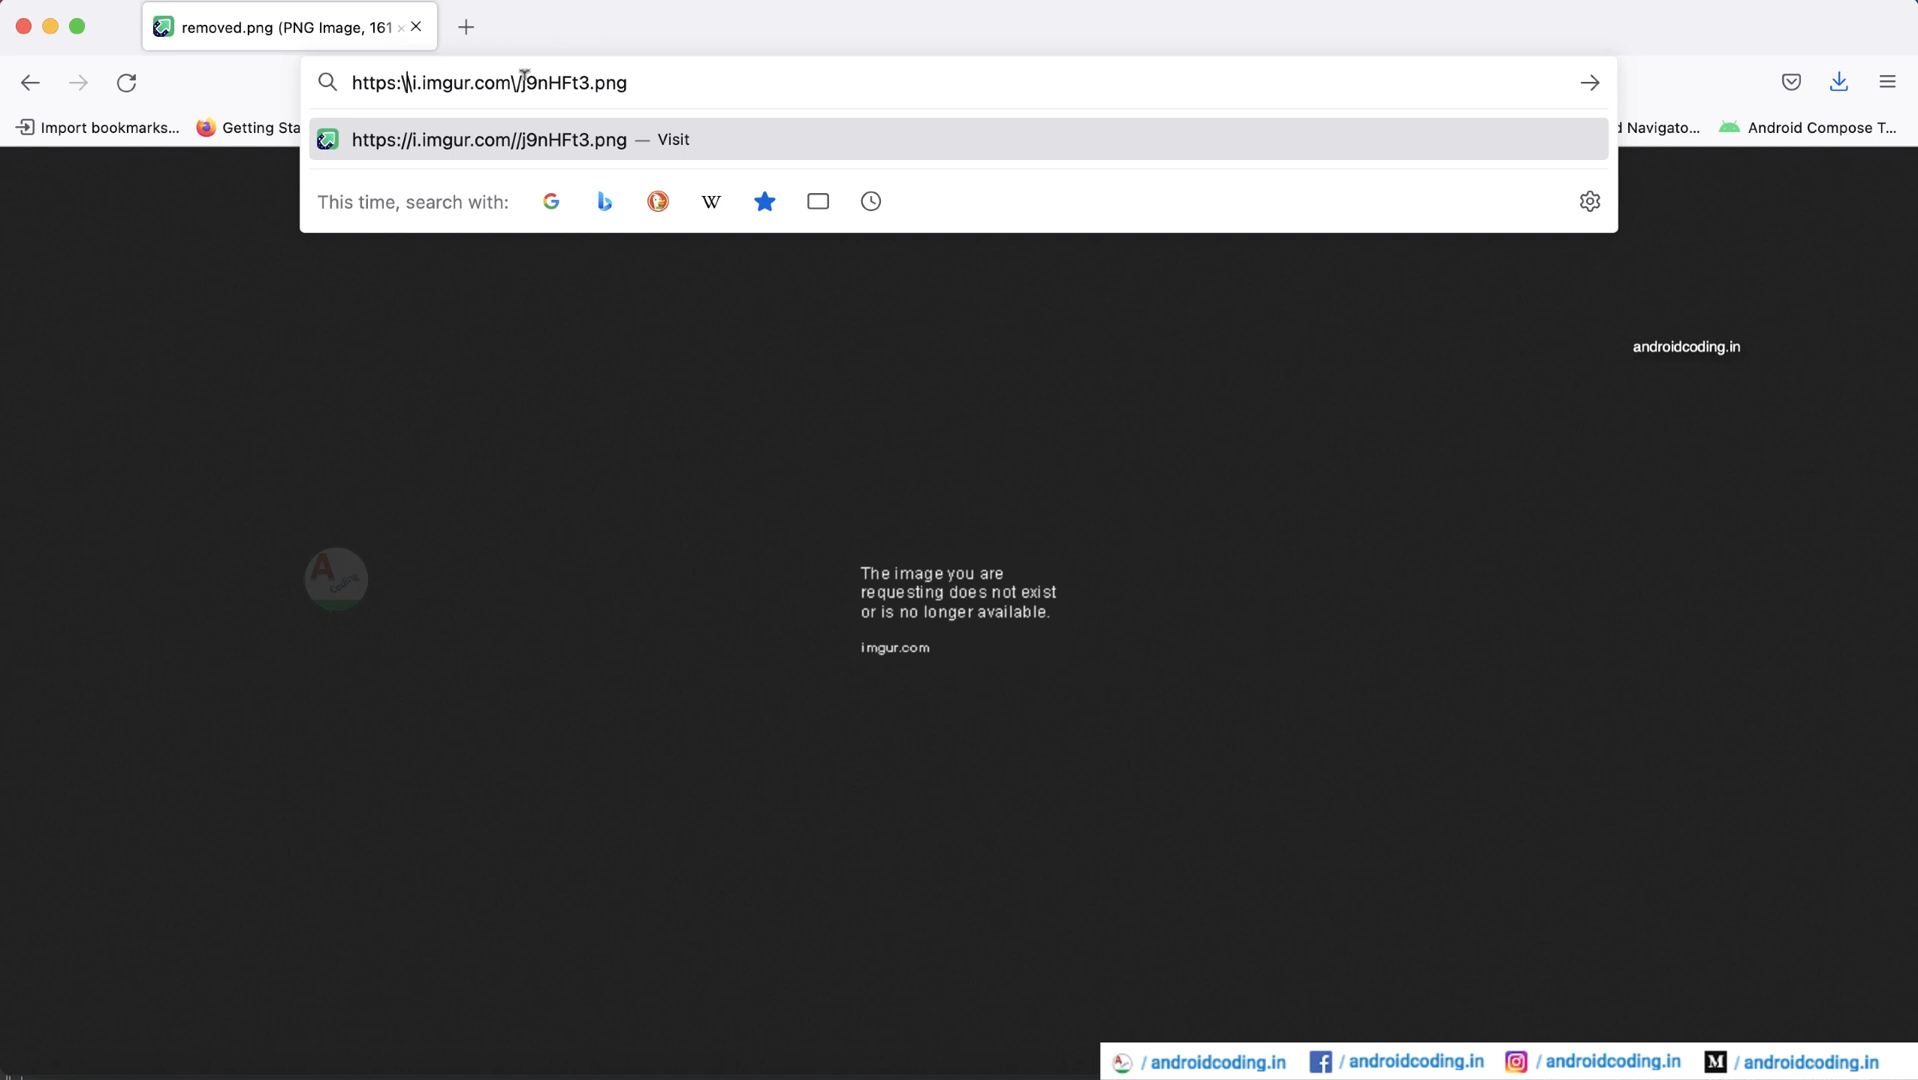 removed.png (PNG Image, 161
https:\\i.imgur.com\/j9nHFt3.png
https://i.imgur.com//j9nHFt3.png — Visit
Import bookmarks...
Getting Sta
d Navigato...
Android Compose T...
This time, search with:
androidcoding.in
A
Coding
The image you are
requesting does not exist
or is no longer available.
imgur.com
/ androidcoding.in
/ androidcoding.in
/ androidcoding.in
/ androidcoding.in